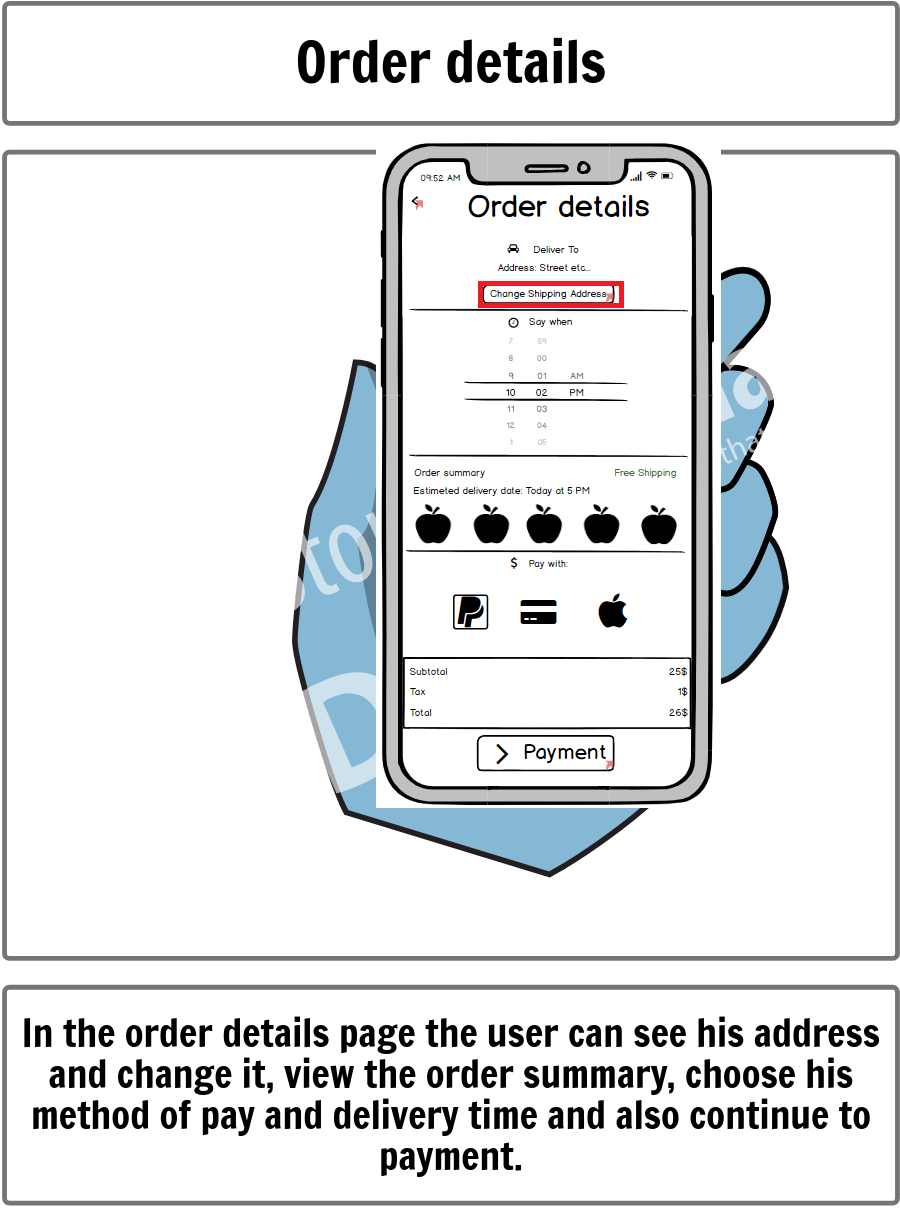 Order details
09:52 AM
Order details
Deliver To
Address: Street etc...
Change Shipping Address
Say when
7 59
8 00
9 01 AM
10 02 PM
11 03
12 04
1 05
Order summary Free Shipping
Estimeted delivery date: Today at 5 PM
$ Pay with:
Subtotal 25$
Tax 1$
Total 26$
Payment
In the order details page the user can see his address
and change it, view the order summary, choose his
method of pay and delivery time and also continue to
payment.